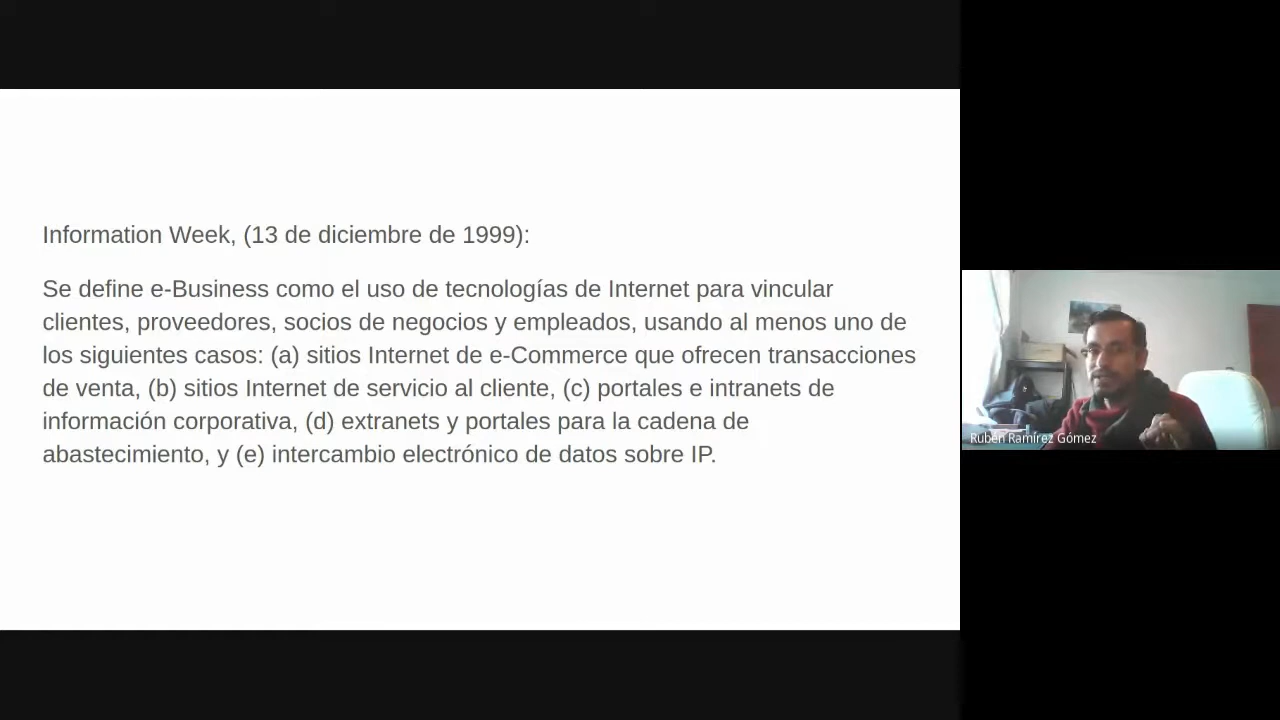 Information Week, (13 de diciembre de 1999):
Se define e-Business como el uso de tecnologías de Internet para vincular
clientes, proveedores, socios de negocios y empleados, usando al menos uno de
los siguientes casos: (a) sitios Internet de e-Commerce que ofrecen transacciones
de venta, (b) sitios Internet de servicio al cliente, (c) portales e intranets de
información corporativa, (d) extranets y portales para la cadena de
abastecimiento, y (e) intercambio electrónico de datos sobre IP.
Rubén Ramírez Gómez